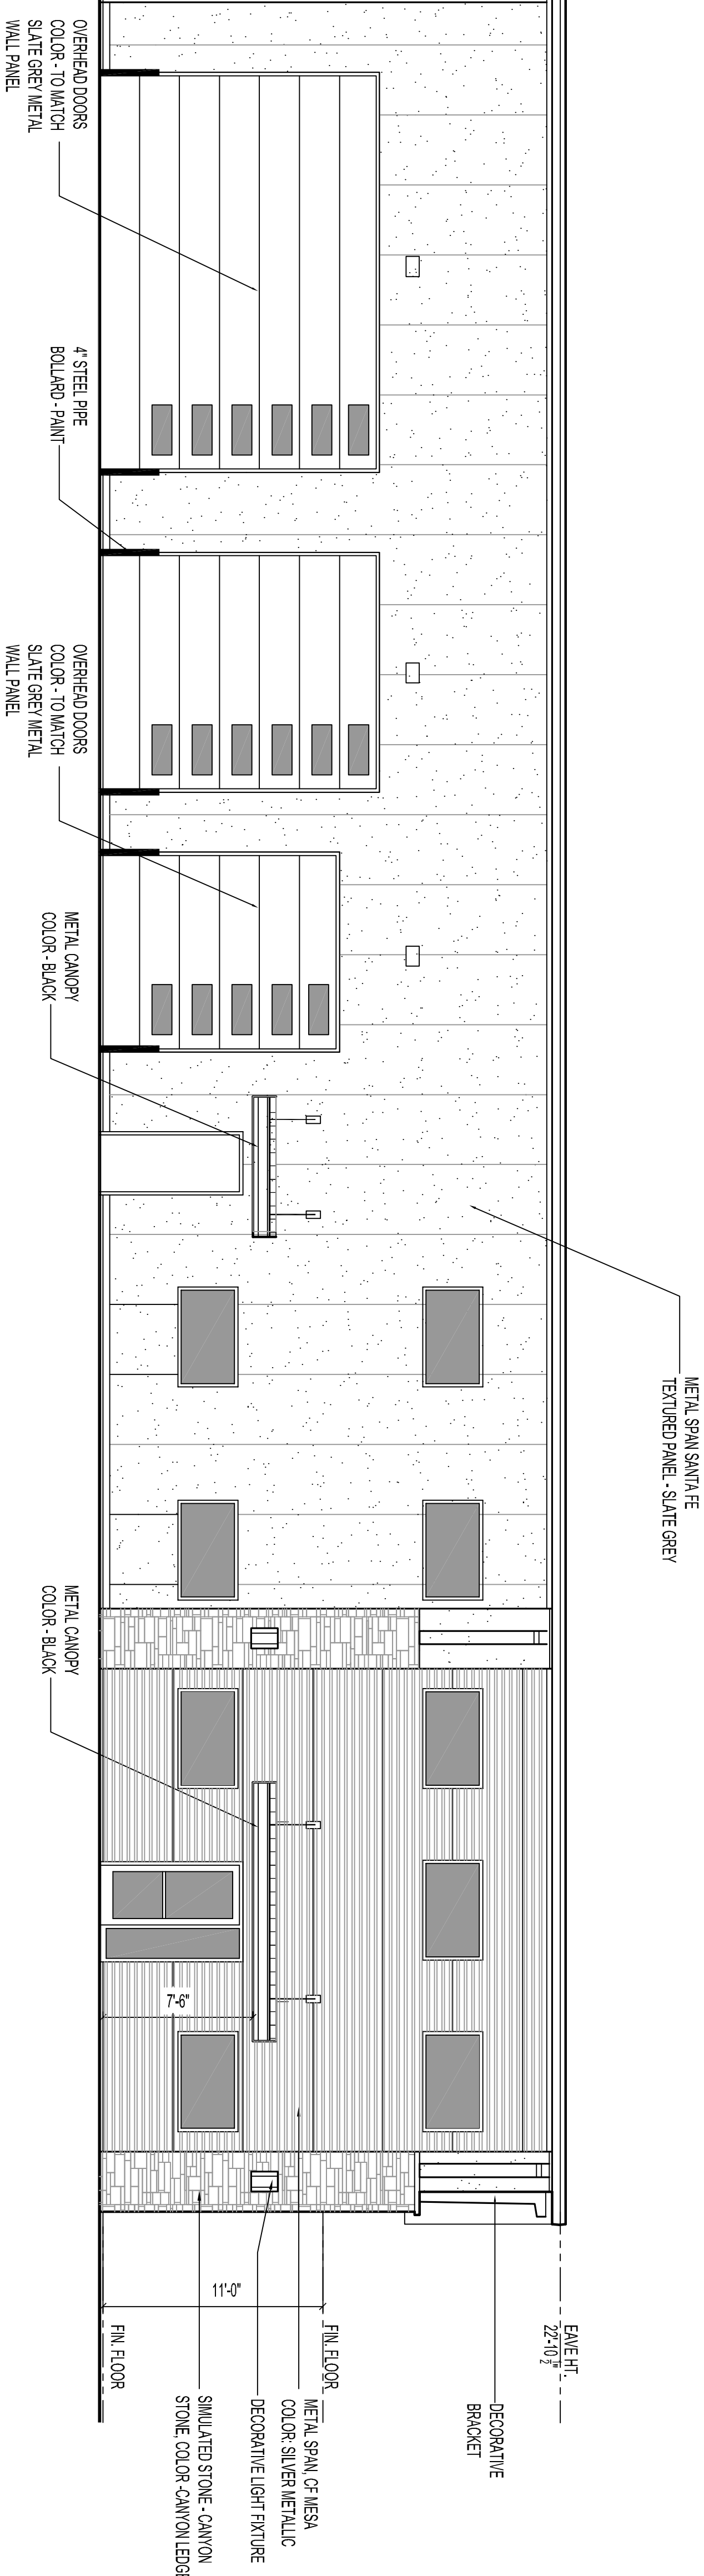 METAL SPAN SANTA FE
TEXTURED PANEL - SLATE GREY
OVERHEAD DOORS
COLOR - TO MATCH
SLATE GREY METAL
WALL PANEL
4" STEEL PIPE
BOLLARD - PAINT
OVERHEAD DOORS
COLOR - TO MATCH
SLATE GREY METAL
WALL PANEL
METAL CANOPY
COLOR - BLACK
METAL CANOPY
COLOR - BLACK
7'-6"
11'-0"
EAVE HT.
22'-10 1/2"
FIN. FLOOR
FIN. FLOOR
DECORATIVE
BRACKET
METAL SPAN, CF MESA
COLOR: SILVER METALLIC
DECORATIVE LIGHT FIXTURE
SIMULATED STONE - CANYON
STONE, COLOR -CANYON LEDGE